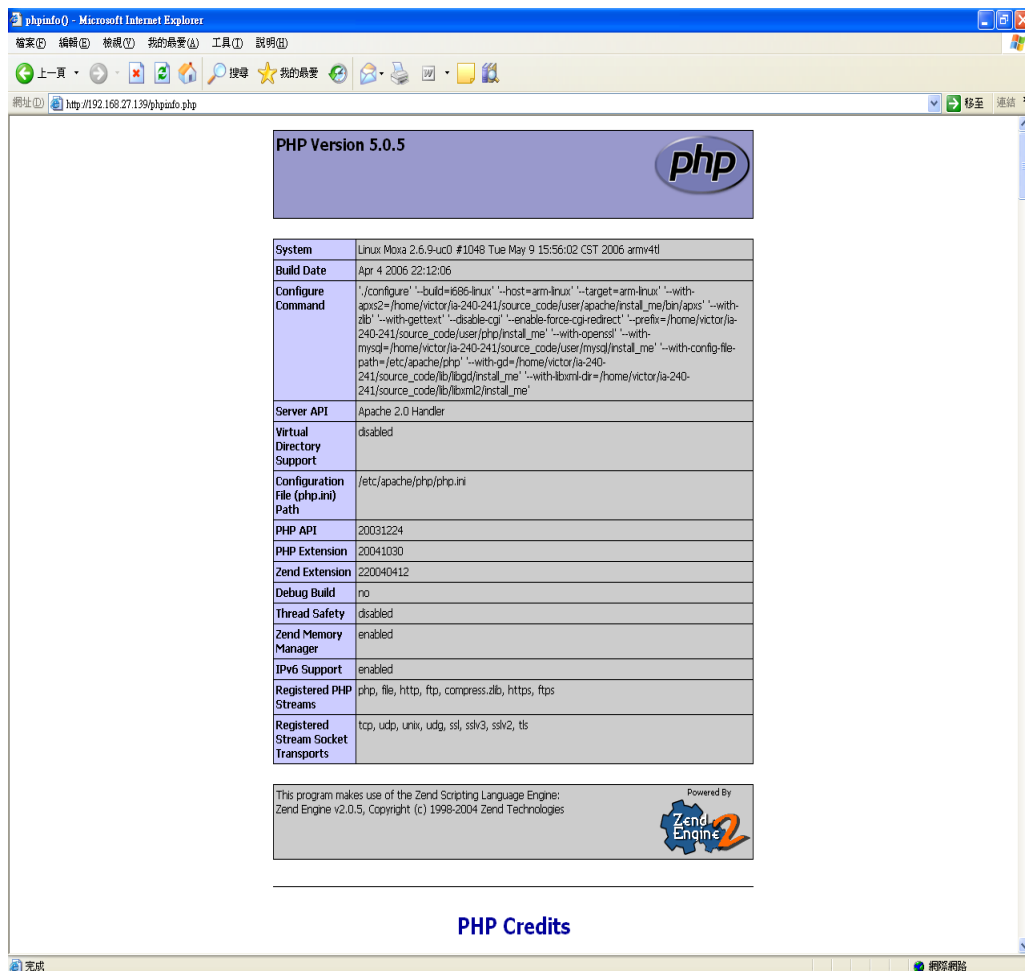 phpinfo() - Microsoft Internet Explorer
檔案(F) 編輯(E) 檢視(V) 我的最愛(A) 工具(T) 說明(H)
上一頁 搜尋 我的最愛
網址(D) http://192.168.27.139/phpinfo.php 移至 連結
PHP Version 5.0.5
php
System Linux Moxa 2.6.9-uc0 #1048 Tue May 9 15:56:02 CST 2006 armv4tl
Build Date Apr 4 2006 22:12:06
Configure Command
'./configure' '--build=i686-linux' '--host=arm-linux' '--target=arm-linux' '--with-
apxs2=/home/victor/ia-240-241/source_code/user/apache/install_me/bin/apxs' '--with-
zlib' '--with-gettext' '--disable-cgi' '--enable-force-cgi-redirect' '--prefix=/home/victor/ia-
240-241/source_code/user/php/install_me' '--with-openssl' '--with-
mysql=/home/victor/ia-240-241/source_code/user/mysql/install_me' '--with-config-file-
path=/etc/apache/php' '--with-gd=/home/victor/ia-240-
241/source_code/lib/libgd/install_me' '--with-libxml-dir=/home/victor/ia-240-
241/source_code/lib/libxml2/install_me'
Server API Apache 2.0 Handler
Virtual Directory Support disabled
Configuration File (php.ini) Path /etc/apache/php/php.ini
PHP API 20031224
PHP Extension 20041030
Zend Extension 220040412
Debug Build no
Thread Safety disabled
Zend Memory Manager enabled
IPv6 Support enabled
Registered PHP Streams php, file, http, ftp, compress.zlib, https, ftps
Registered Stream Socket Transports tcp, udp, unix, udg, ssl, sslv3, sslv2, tls
This program makes use of the Zend Scripting Language Engine:
Zend Engine v2.0.5, Copyright (c) 1998-2004 Zend Technologies
Powered By
Zend
Engine 2
PHP Credits
完成 網際網路